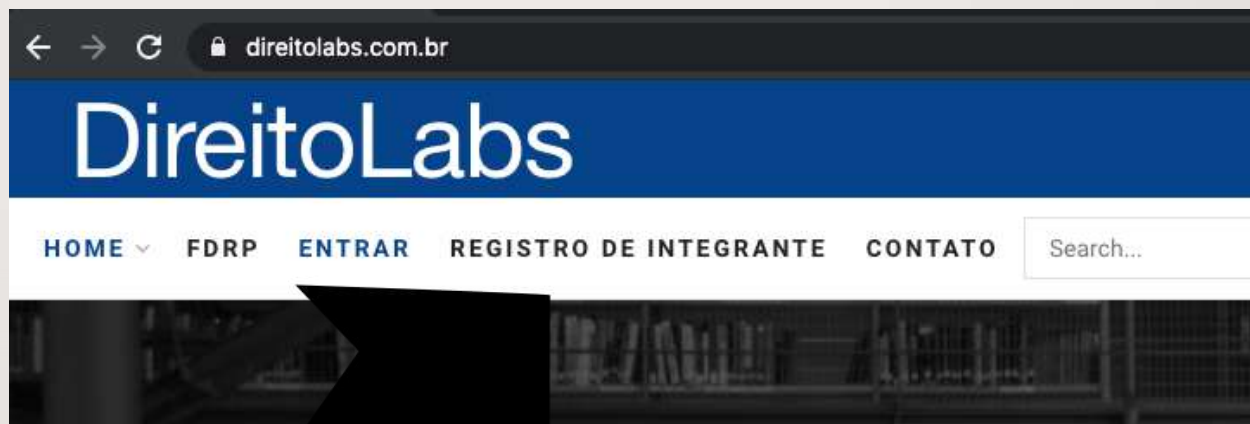 direitolabs.com.br
DireitoLabs
HOME FDRP ENTRAR REGISTRO DE INTEGRANTE CONTATO Search...